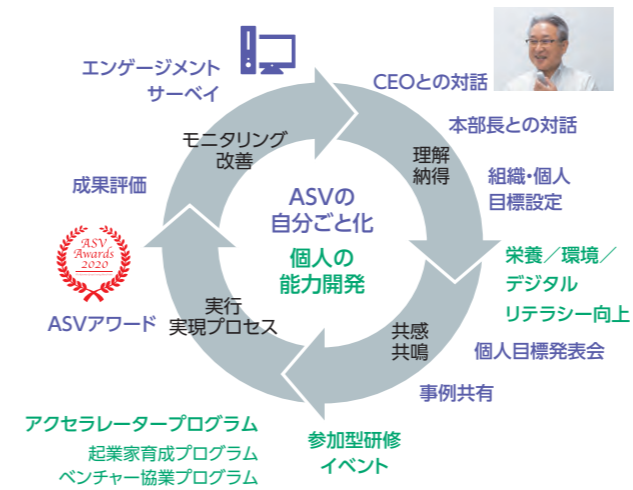 エンゲージメント
サーベイ
CEOとの対話
本部長との対話
モニタリング
改善
理解
納得
組織・個人
目標設定
成果評価
ASVの
自分ごと化
個人の
能力開発
ASV
Awards
2020
ASVアワード
栄養／環境／
デジタル
リテラシー向上
実行
実現プロセス
共感
共鳴
個人目標発表会
事例共有
アクセラレータープログラム
起業家育成プログラム
ベンチャー協業プログラム
参加型研修
イベント